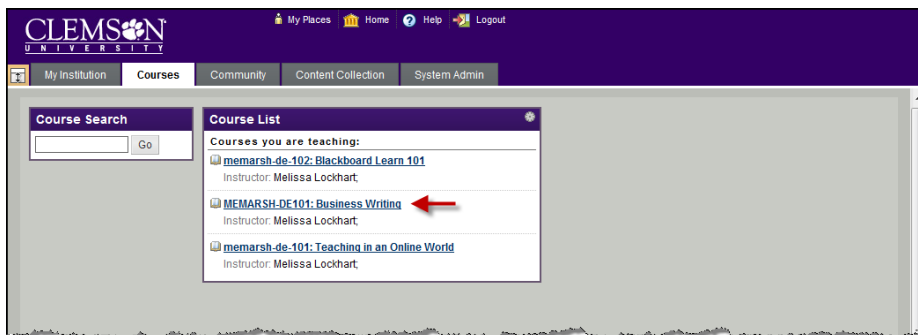 CLEMSON
UNIVERSITY
My Places Home Help Logout
My Institution Courses Community Content Collection System Admin
Course Search
Go
Course List
Courses you are teaching:
memarsh-de-102: Blackboard Learn 101
Instructor: Melissa Lockhart;
MEMARSH-DE101: Business Writing
Instructor: Melissa Lockhart;
memarsh-de-101: Teaching in an Online World
Instructor: Melissa Lockhart;